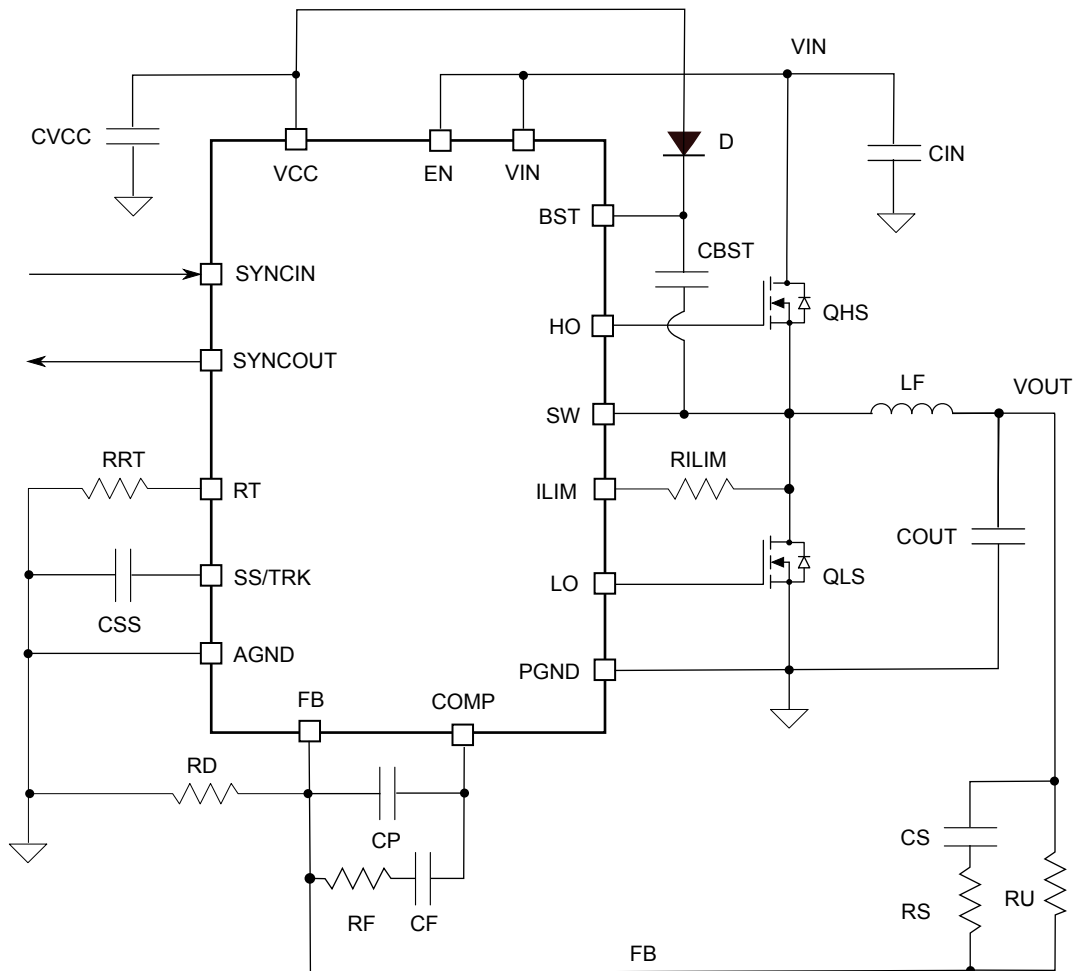 VIN
CVCC
D
CIN
VCC
EN
VIN
BST
CBST
SYNCIN
QHS
HO
SYNCOUT
LF
VOUT
SW
RRT
RILIM
RT
ILIM
COUT
SS/TRK
LO
QLS
CSS
AGND
PGND
FB
COMP
RD
CP
CS
RS
RU
RF
CF
FB